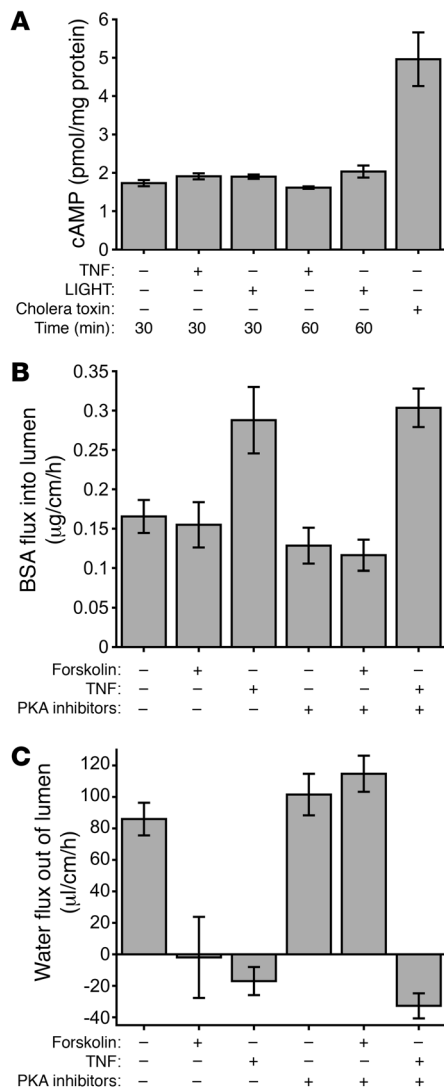 A
6
5
4
3
2
1
0
cAMP (pmol/mg protein)
TNF: – + – + – –
LIGHT: – – + – + –
Cholera toxin: – – – – – +
Time (min): 30 30 30 60 60
B
0.35
0.3
0.25
0.2
0.15
0.1
0.05
0
BSA flux into lumen
(μg/cm/h)
Forskolin: – + – – + –
TNF: – – + – – +
PKA inhibitors: – – – + + +
C
120
100
80
60
40
20
0
-20
-40
Water flux out of lumen
(μl/cm/h)
Forskolin: – + – – + –
TNF: – – + – – +
PKA inhibitors: – – – + + +